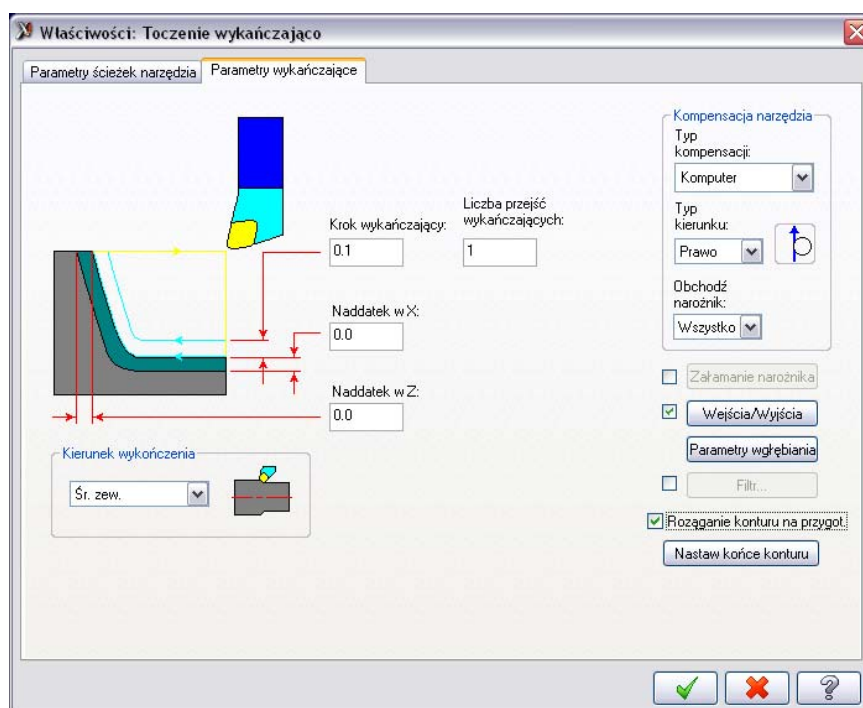 Właściwości: Toczenie wykańczająco
Parametry ścieżek narzędzia
Parametry wykańczające
Krok wykańczający:
0.1
Liczba przejść
wykańczających:
1
Naddatek w X:
0.0
Naddatek w Z:
0.0
Kierunek wykończenia
Śr. zew.
Kompensacja narzędzia
Typ
kompensacji:
Komputer
Typ
kierunku:
Prawo
Obchodź
narożnik:
Wszystko
Załamanie narożnika
Wejścia/Wyjścia
Parametry wgłębiania
Filtr...
Roząganie konturu na przygot.
Nastaw końce konturu